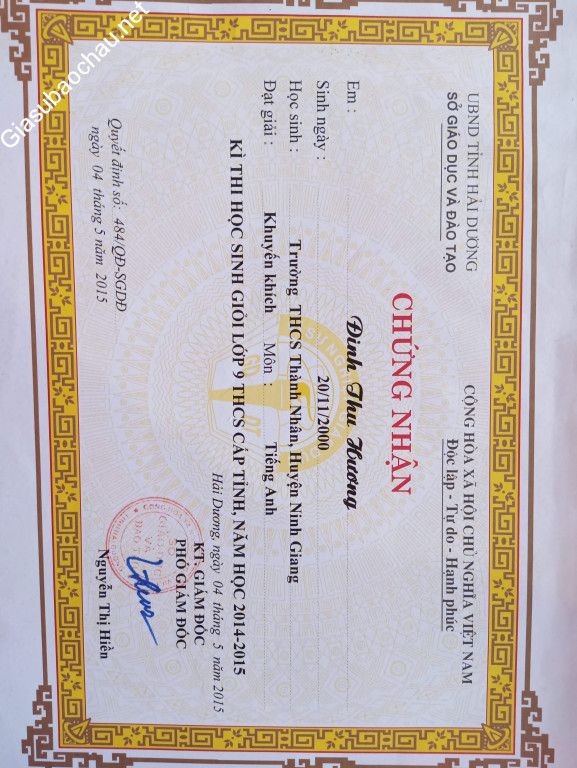 UBND TỈNH HẢI DƯƠNG
SỞ GIÁO DỤC VÀ ĐÀO TẠO
CỘNG HÒA XÃ HỘI CHỦ NGHĨA VIỆT NAM
Độc lập - Tự do - Hạnh phúc
CHỨNG NHẬN
Em : Đinh Thu Hương
Sinh ngày : 20/11/2000
Học sinh : Trường THCS Thành Nhân, Huyện Ninh Giang
Đạt giải : Khuyến khích Môn : Tiếng Anh
KÌ THI HỌC SINH GIỎI LỚP 9 THCS CẤP TỈNH, NĂM HỌC 2014-2015
Hải Dương, ngày 04 tháng 5 năm 2015
KT. GIÁM ĐỐC
PHÓ GIÁM ĐỐC
Nguyễn Thị Hiền
Quyết định số: 484/QĐ-SGDĐ
ngày 04 tháng 5 năm 2015
Giasubaochau.net